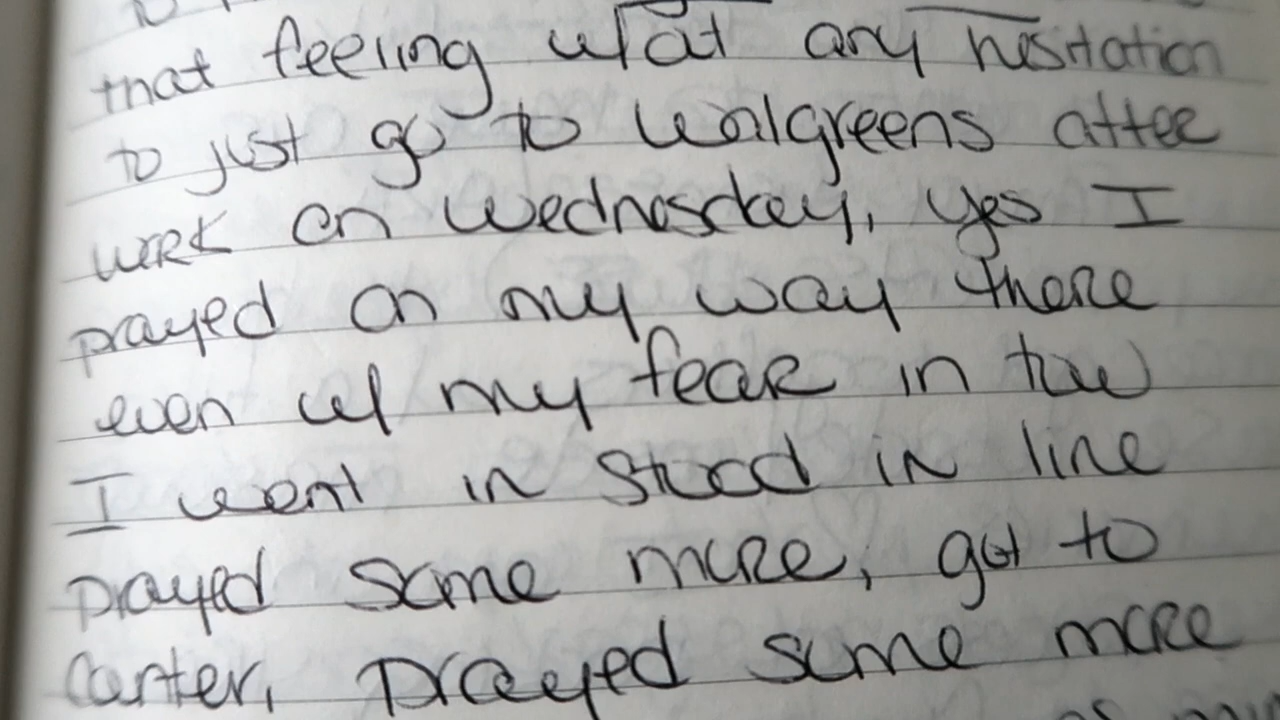 that feeling w/out any hesitation
to just go to Walgreens after
work on Wednesday, yes I
prayed on my way there
even w/ my fear in tow
I went in stood in line
prayed some more, got to
Counter, prayed some more